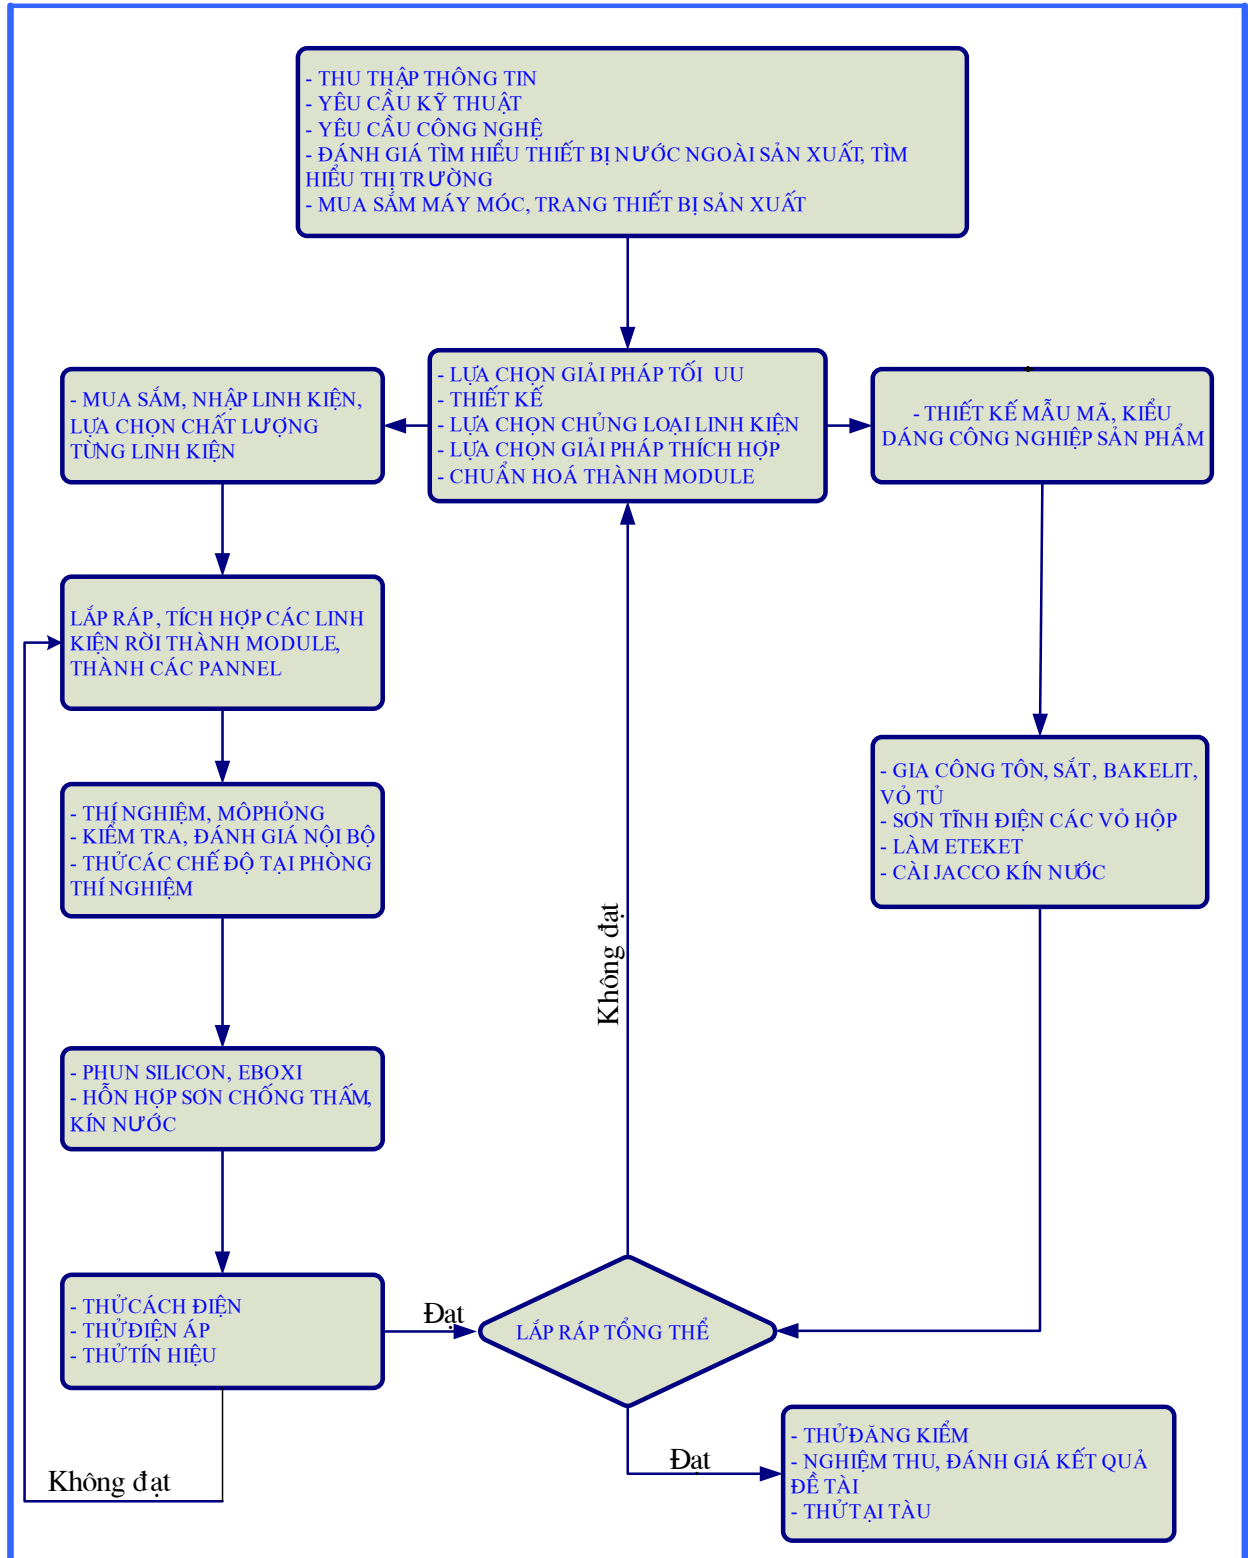 - THU THẬP THÔNG TIN
- YÊU CẦU KỸ THUẬT
- YÊU CẦU CÔNG NGHỆ
- ĐÁNH GIÁ TÌM HIỂU THIẾT BỊ NƯỚC NGOÀI SẢN XUẤT, TÌM
HIỂU THỊ TRƯỜNG
- MUA SẮM MÁY MÓC, TRANG THIẾT BỊ SẢN XUẤT
- LỰA CHỌN GIẢI PHÁP TỐI UU
- THIẾT KẾ
- LỰA CHỌN CHỦNG LOẠI LINH KIỆN
- LỰA CHỌN GIẢI PHÁP THÍCH HỢP
- CHUẨN HOÁ THÀNH MODULE
- MUA SẮM, NHẬP LINH KIỆN,
LỰA CHỌN CHẤT LƯỢNG
TỪNG LINH KIỆN
- THIẾT KẾ MẪU MÃ, KIỂU
DÁNG CÔNG NGHIỆP SẢN PHẨM
LẮP RÁP, TÍCH HỢP CÁC LINH
KIỆN RỜI THÀNH MODULE,
THÀNH CÁC PANNEL
- GIA CÔNG TÔN, SẮT, BAKELIT,
VỎ TỦ
- SƠN TĨNH ĐIỆN CÁC VỎ HỘP
- LÀM ETEKET
- CÀI JACCO KÍN NƯỚC
- THÍ NGHIỆM, MÔPHỎNG
- KIỂM TRA, ĐÁNH GIÁ NỘI BỘ
- THỬCÁC CHẾ ĐỘ TẠI PHÒNG
THÍ NGHIỆM
Không đạt
- PHUN SILICON, EBOXI
- HỖN HỢP SƠN CHỐNG THẤM,
KÍN NƯỚC
- THỬCÁCH ĐIỆN
- THỬĐIỆN ÁP
- THỬTÍN HIỆU
Đạt
LẮP RÁP TỔNG THỂ
Không đạt
Đạt
- THỬĐĂNG KIỂM
- NGHIỆM THU, ĐÁNH GIÁ KẾT QUẢ
ĐỀ TÀI
- THỬTẠI TÀU